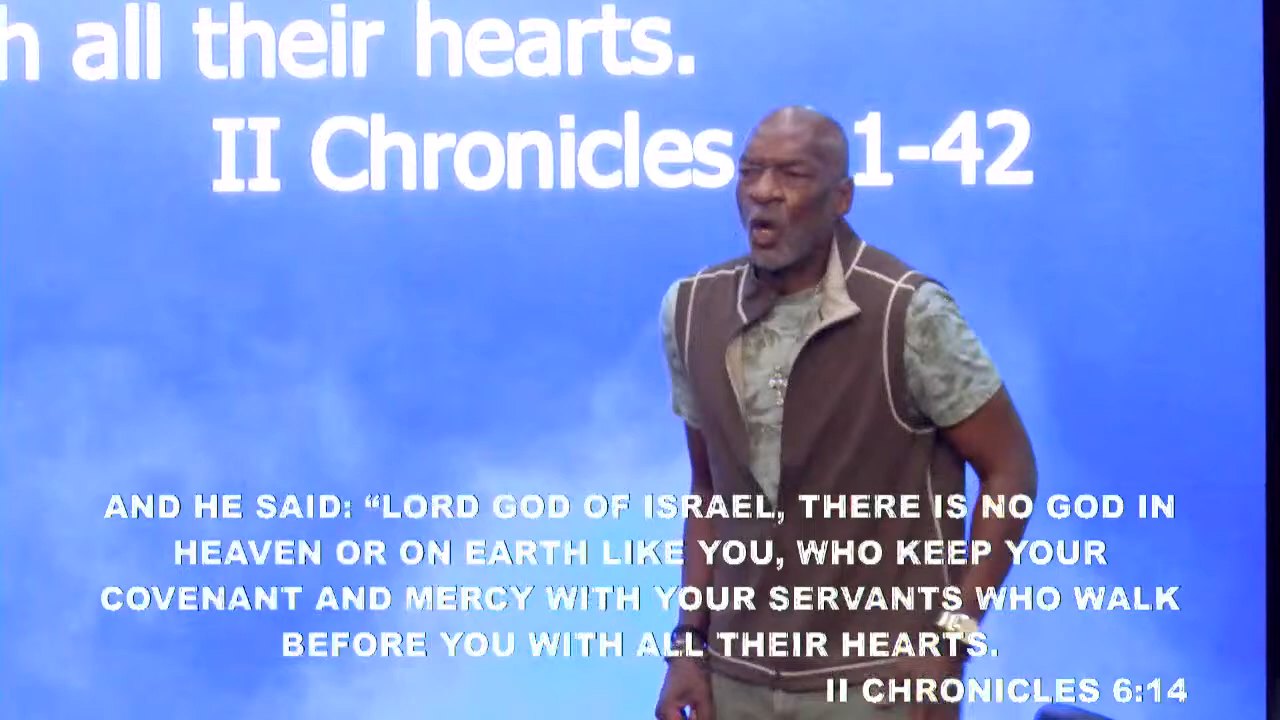 all their hearts.
II Chronicles 1-42
AND HE SAID: “LORD GOD OF ISRAEL, THERE IS NO GOD IN
HEAVEN OR ON EARTH LIKE YOU, WHO KEEP YOUR
COVENANT AND MERCY WITH YOUR SERVANTS WHO WALK
BEFORE YOU WITH ALL THEIR HEARTS.
II CHRONICLES 6:14